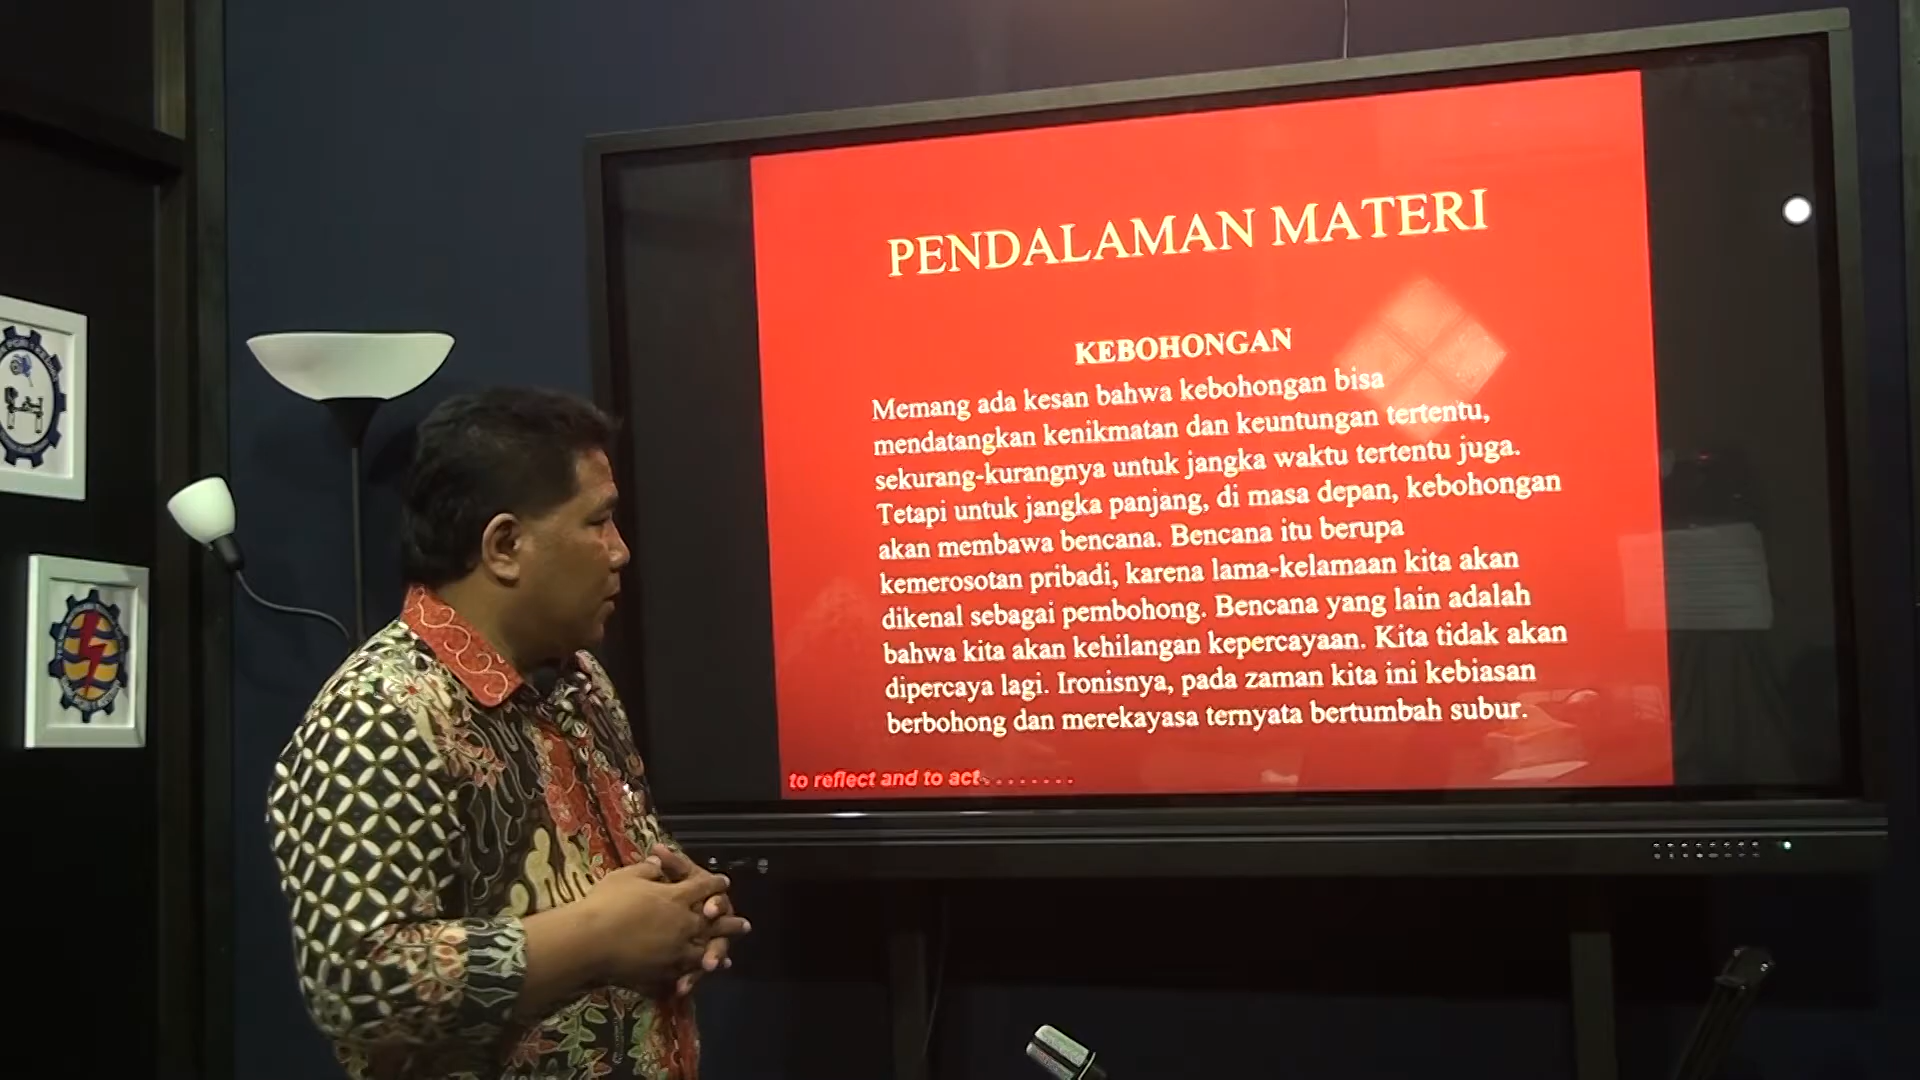 PENDALAMAN MATERI
KEBOHONGAN
Memang ada kesan bahwa kebohongan bisa
mendatangkan kenikmatan dan keuntungan tertentu,
sekurang-kurangnya untuk jangka waktu tertentu juga.
Tetapi untuk jangka panjang, di masa depan, kebohongan
akan membawa bencana. Bencana itu berupa
kemerosotan pribadi, karena lama-kelamaan kita akan
dikenal sebagai pembohong. Bencana yang lain adalah
bahwa kita akan kehilangan kepercayaan. Kita tidak akan
dipercaya lagi. Ironisnya, pada zaman kita ini kebiasan
berbohong dan merekayasa ternyata bertumbah subur.
to reflect and to act........